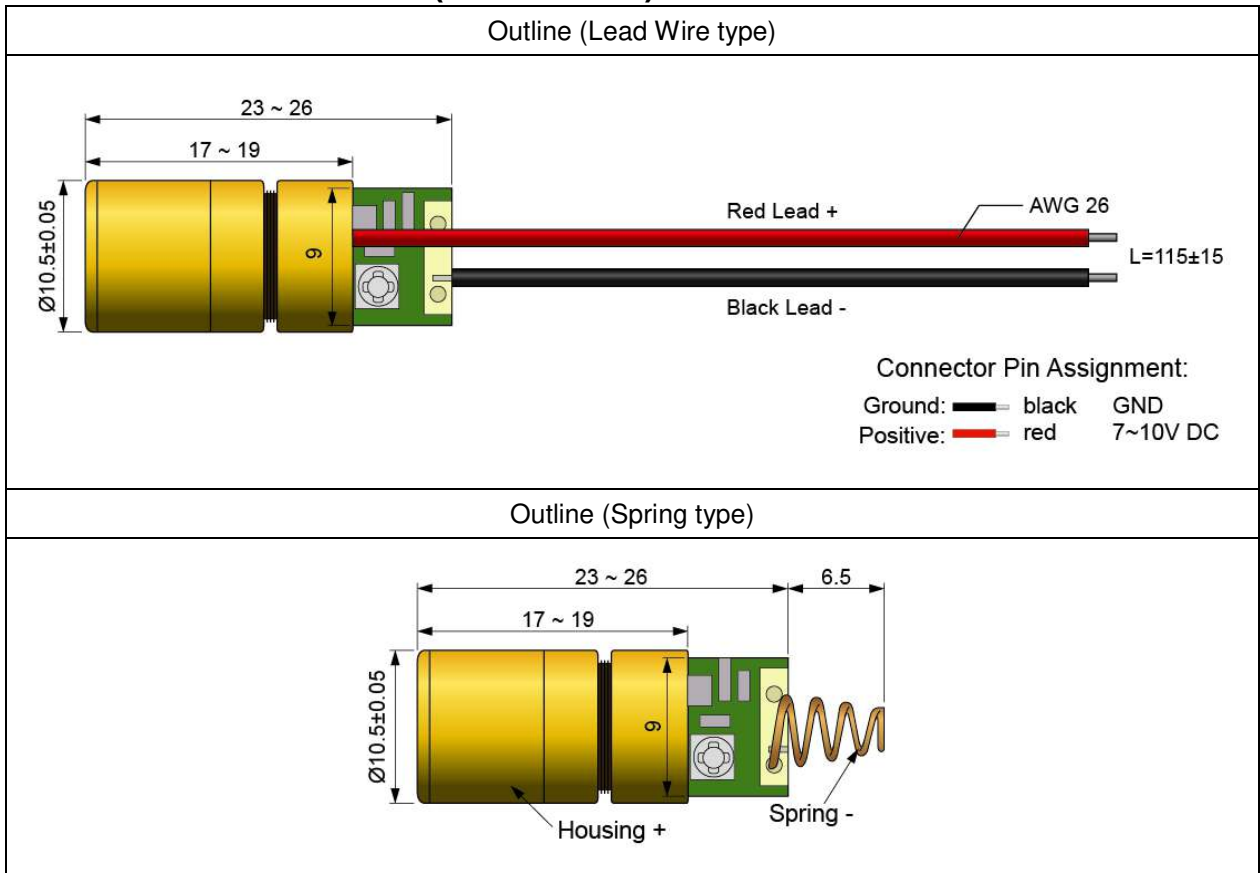 Outline (Lead Wire type)
23 ~ 26
17 ~ 19
Ø10.5±0.05
9
Red Lead +
AWG 26
L=115±15
Black Lead -
Connector Pin Assignment:
Ground: black GND
Positive: red 7~10V DC
Outline (Spring type)
23 ~ 26
6.5
17 ~ 19
Ø10.5±0.05
9
Housing +
Spring -